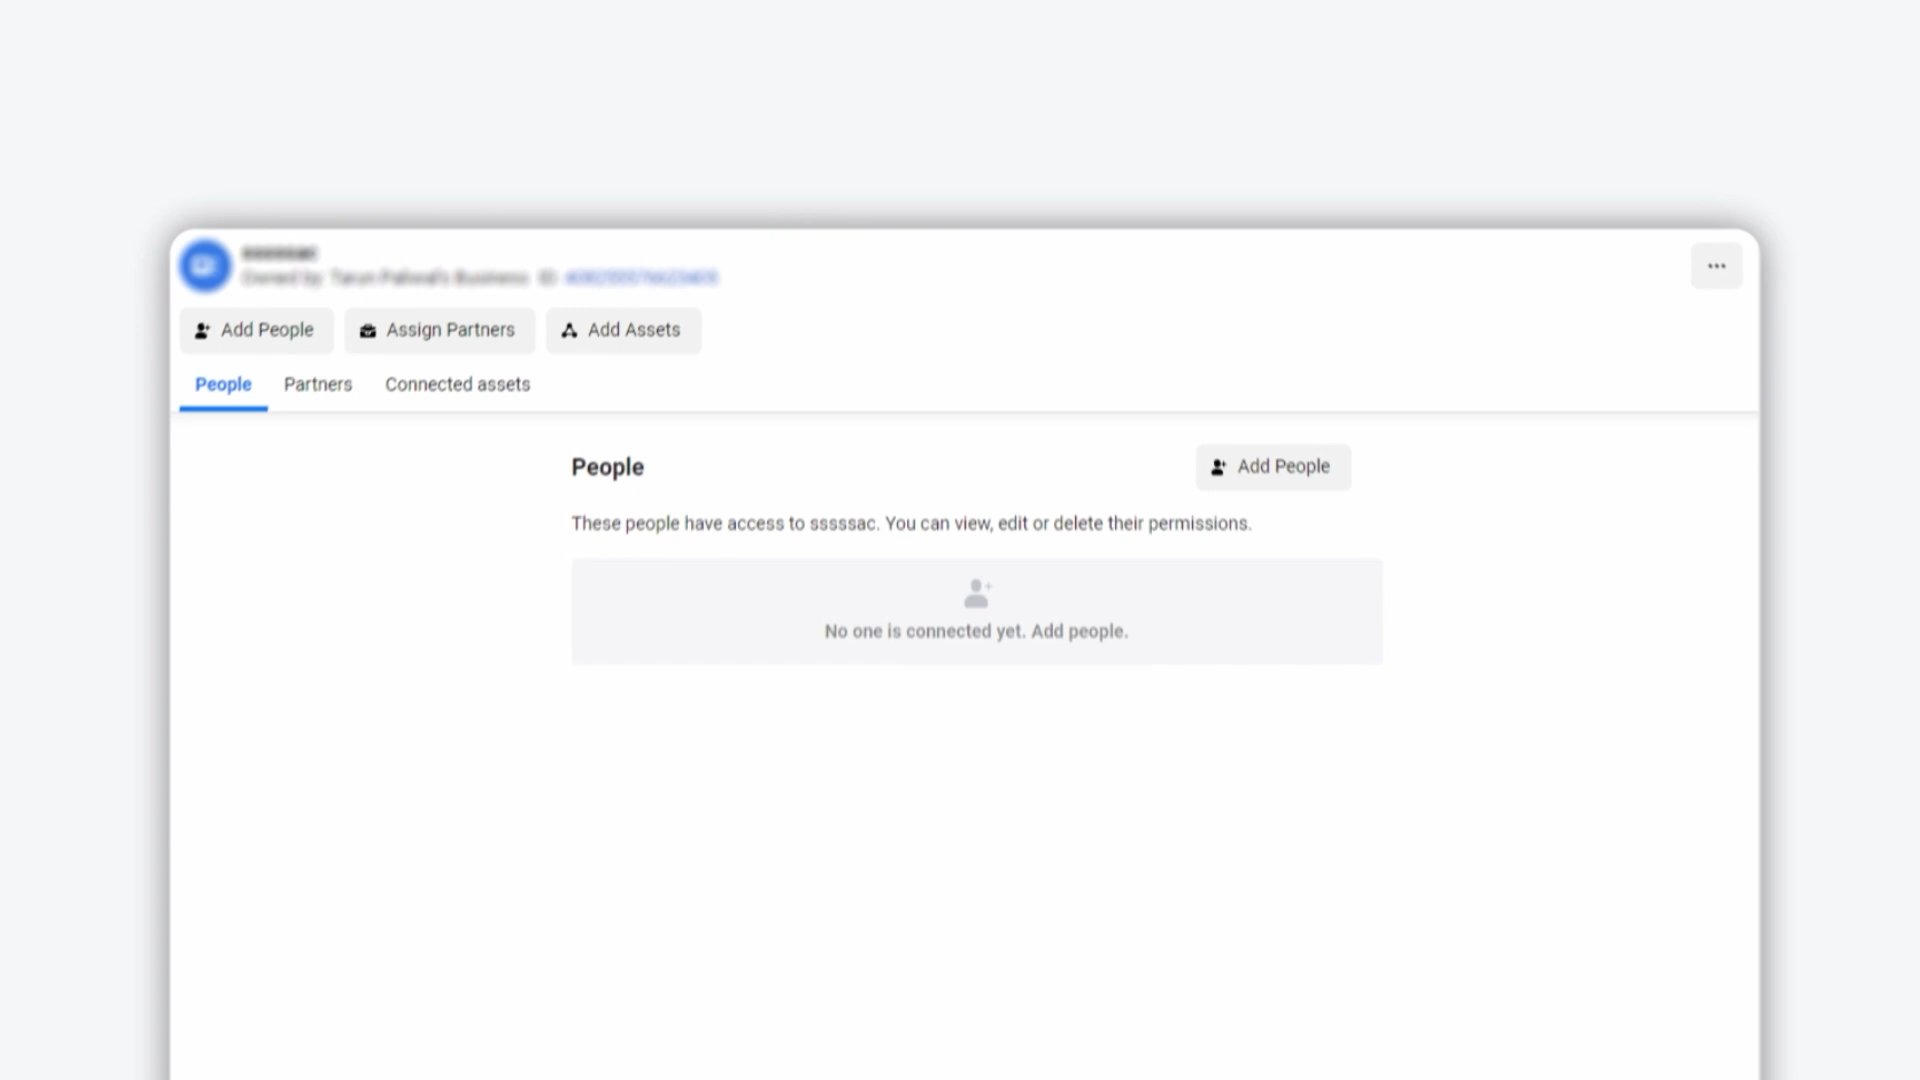 Add People
Assign Partners
Add Assets
People
Partners
Connected assets
People
Add People
These people have access to sssssac. You can view, edit or delete their permissions.
No one is connected yet. Add people.